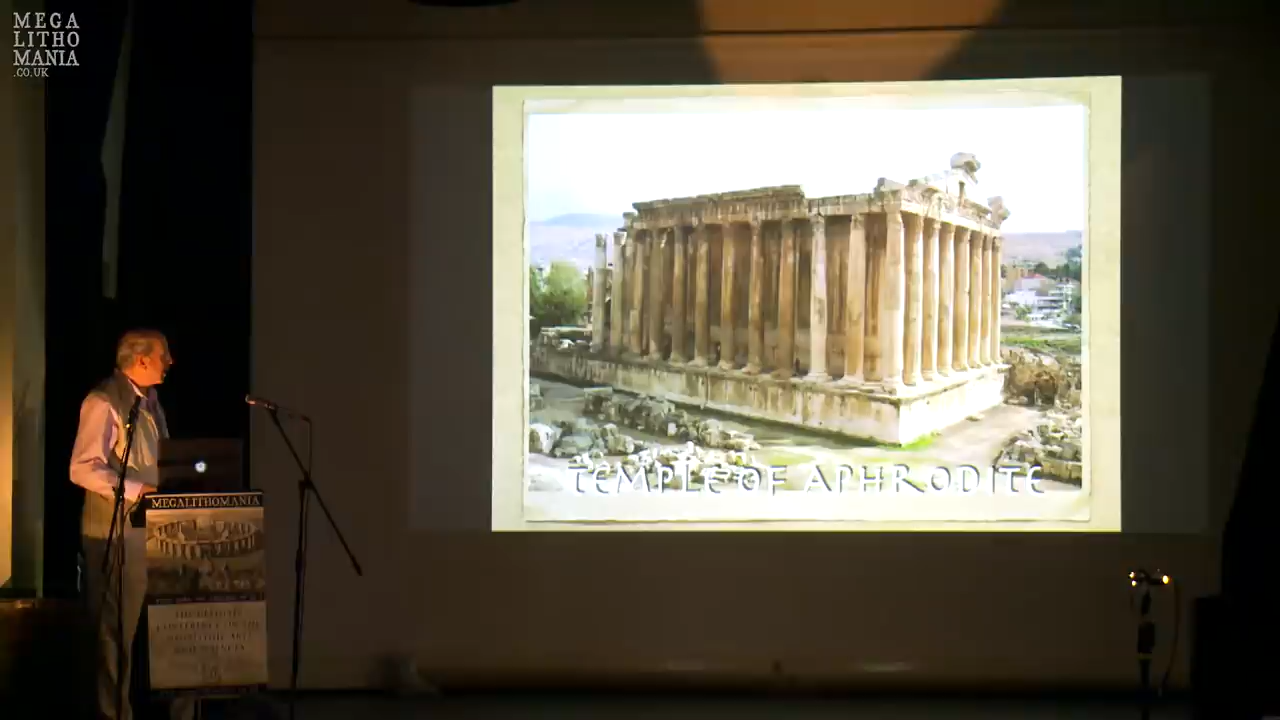 MEGA
LITHO
MANIA
.CO.UK
TEMPLE OF APHRODITE
MEGALITHOMANIA